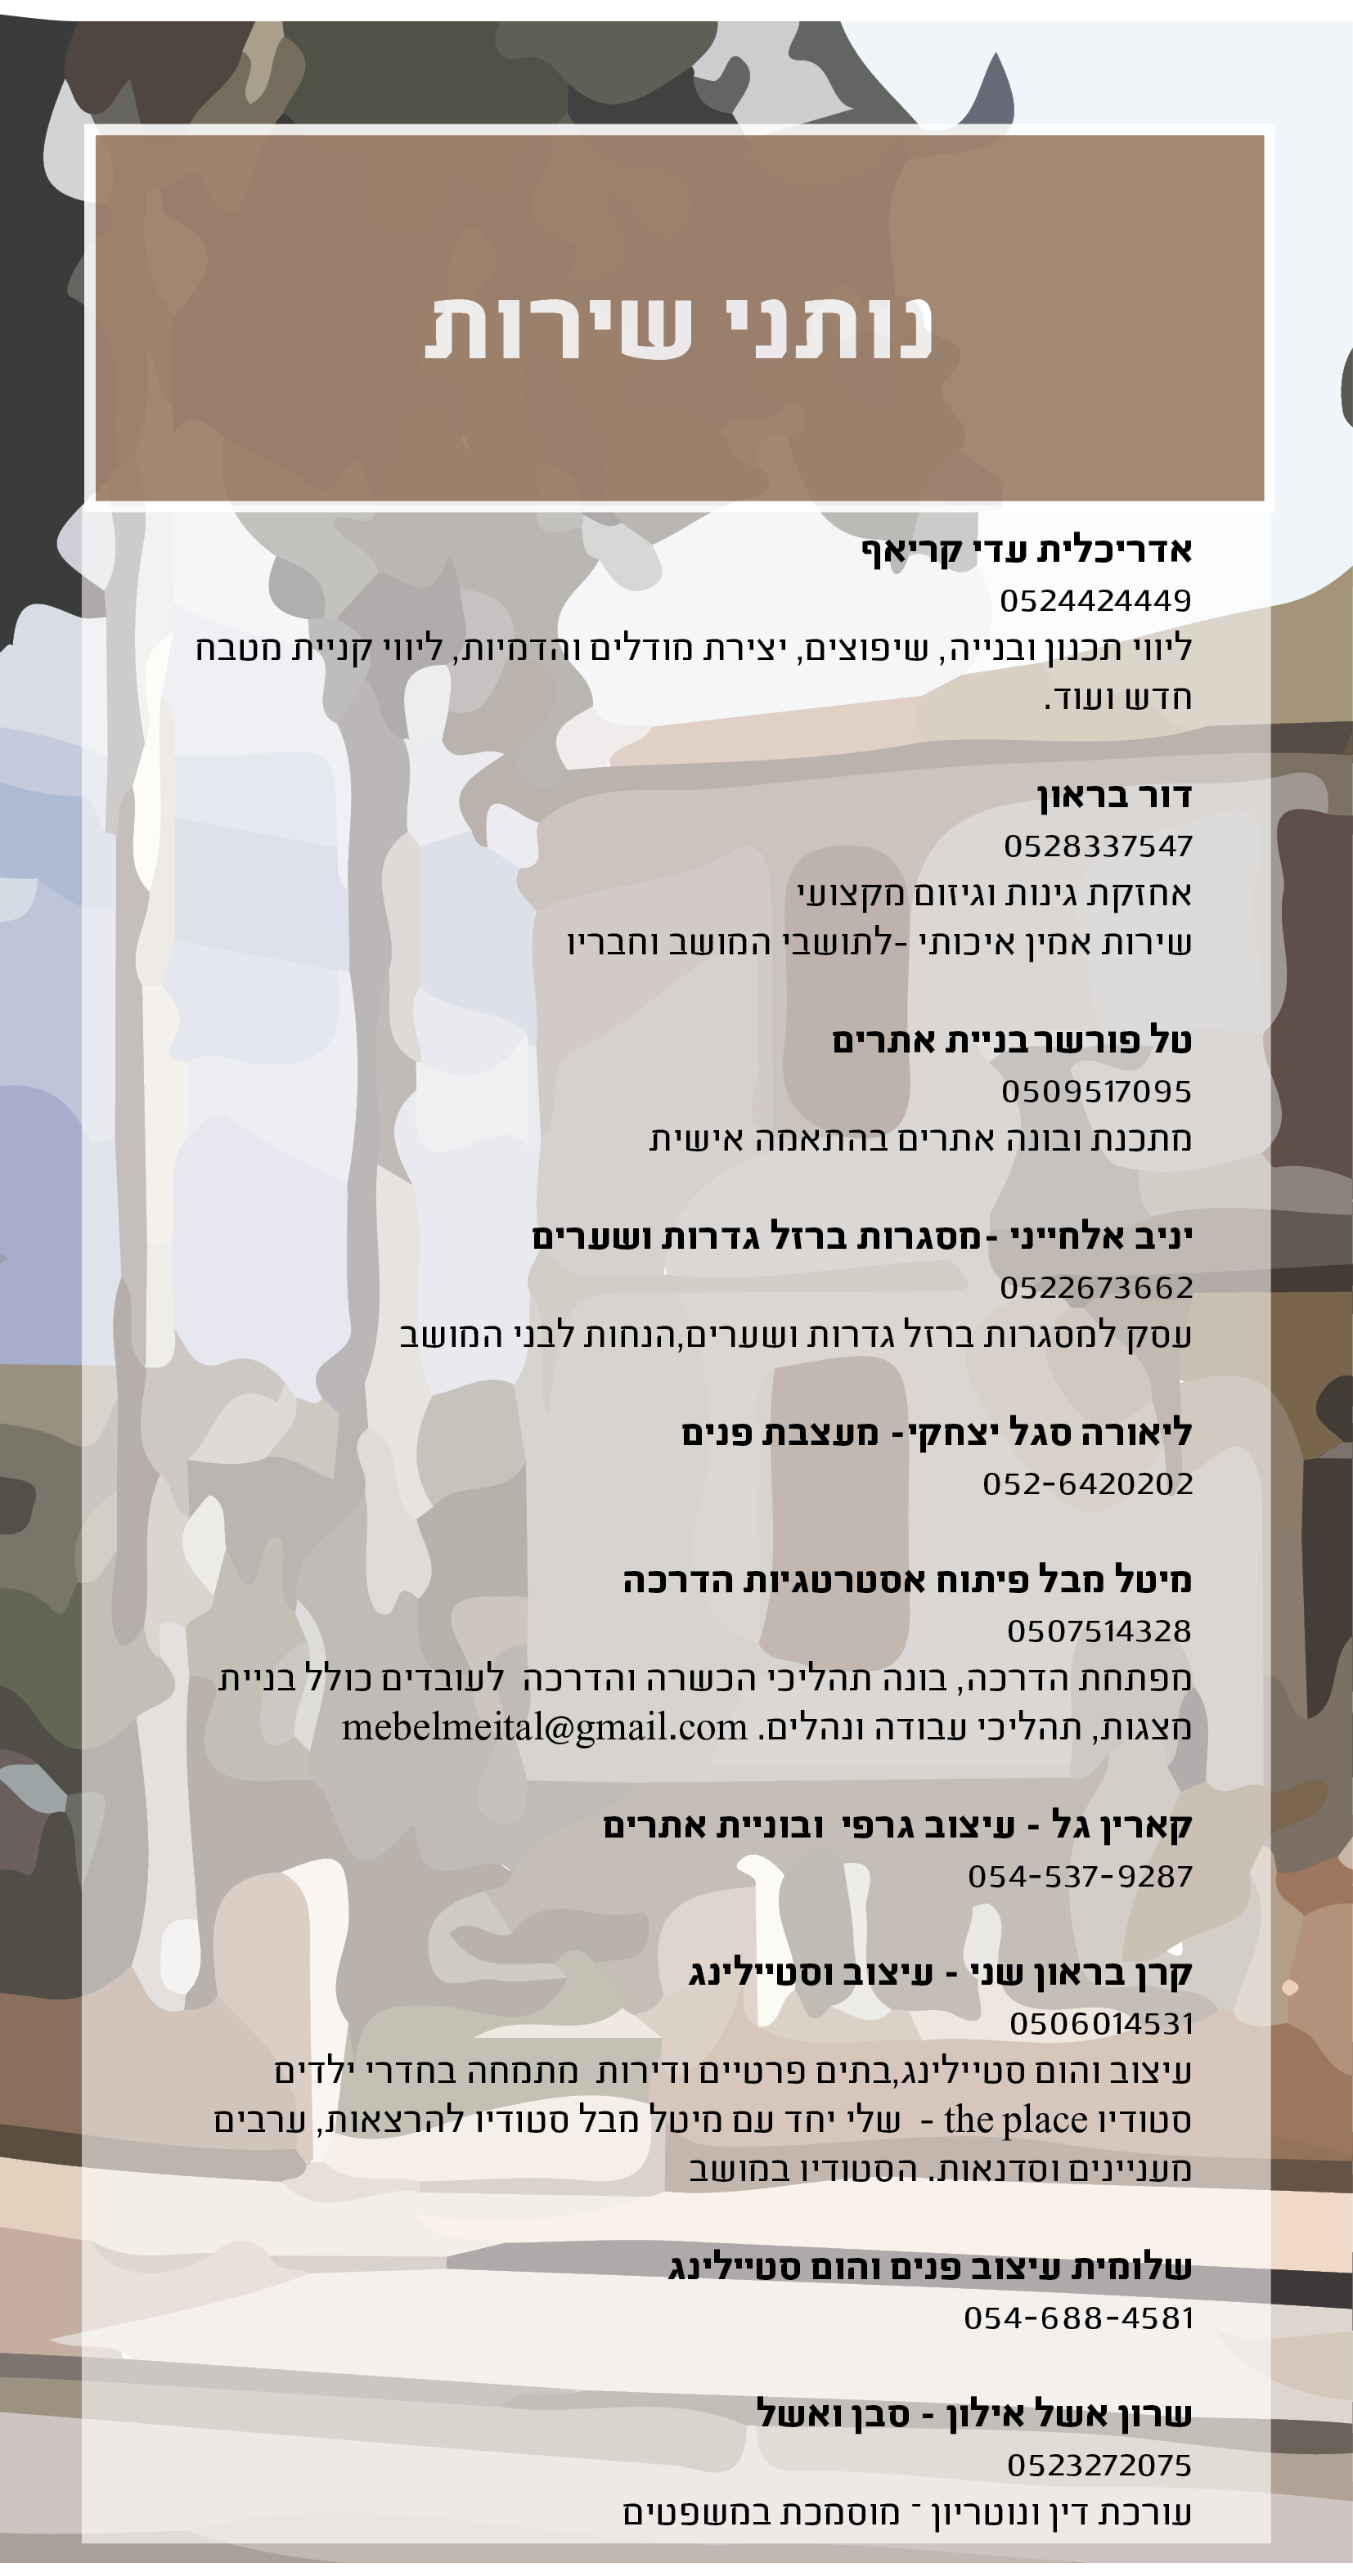 נותני שירות
אדריכלית עדי קריאף
0524424449
ליווי תכנון ובנייה, שיפוצים, יצירת מודלים והדמיות, ליווי קניית מטבח
חדש ועוד.
דור בראון
0528337547
אחזקת גינות וגיזום מקצועי
שירות אמין איכותי -לתושבי המושב וחבריו
טל פורשר בניית אתרים
0509517095
מתכנת ובונה אתרים בהתאמה אישית
יניב אלחייני -מסגרות ברזל גדרות ושערים
0522673662
עסק למסגרות ברזל גדרות ושערים,הנחות לבני המושב
ליאורה סגל יצחקי- מעצבת פנים
052-6420202
מיטל מבל פיתוח אסטרטגיות הדרכה
0507514328
מפתחת הדרכה, בונה תהליכי הכשרה והדרכה לעובדים כולל בניית
מצגות, תהליכי עבודה ונהלים. mebelmeital@gmail.com
קארין גל - עיצוב גרפי ובוניית אתרים
054-537-9287
קרן בראון שני - עיצוב וסטיילינג
0506014531
עיצוב והום סטיילינג,בתים פרטיים ודירות מתמחה בחדרי ילדים
סטודיו the place - שלי יחד עם מיטל מבל סטודיו להרצאות, ערבים
מעניינים וסדנאות. הסטודיו במושב
שלומית עיצוב פנים והום סטיילינג
054-688-4581
שרון אשל אילון - סבן ואשל
0523272075
עורכת דין ונוטריון - מוסמכת במשפטים